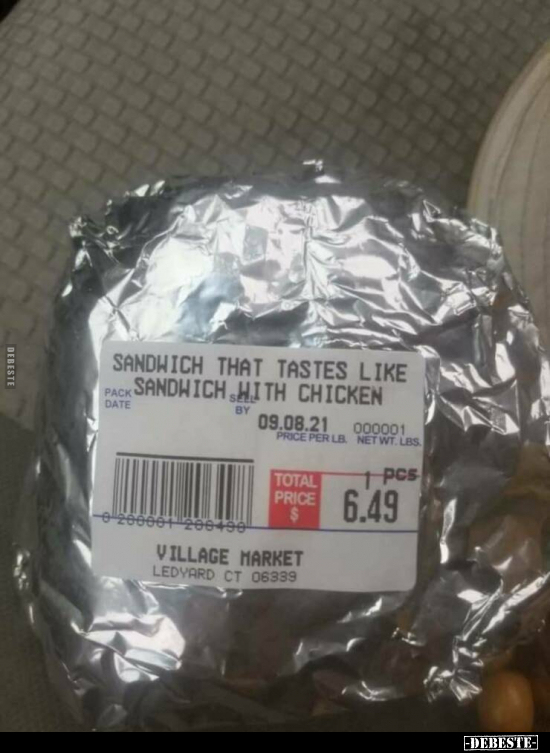 SANDWICH THAT TASTES LIKE
SANDWICH WITH CHICKEN
PACK DATE
SELL BY
09.08.21 000001
PRICE PER LB. NET WT. LBS.
1 pcs
TOTAL PRICE $
6.49
0 200001 200490
VILLAGE MARKET
LEDYARD CT 06339
DEBESTE
-DEBESTE-